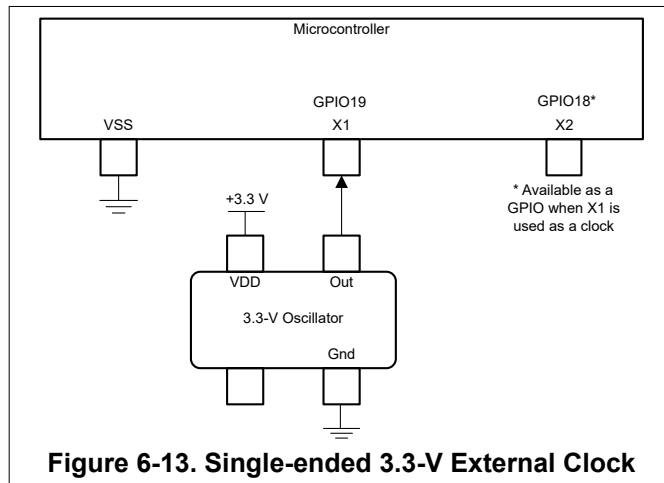 Microcontroller
GPIO19
GPIO18*
VSS
X1
X2
* Available as a
GPIO when X1 is
used as a clock
+3.3 V
VDD
Out
3.3-V Oscillator
Gnd
Figure 6-13. Single-ended 3.3-V External Clock